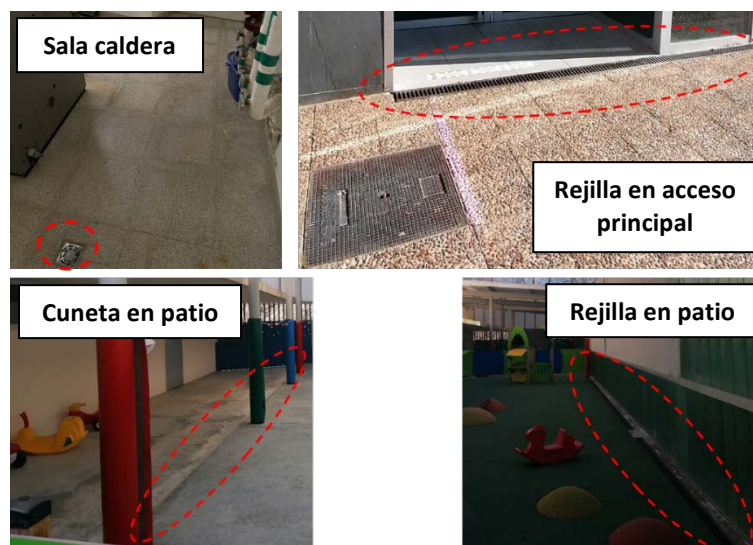 Sala caldera
Rejilla en acceso
principal
Cuneta en patio
Rejilla en patio